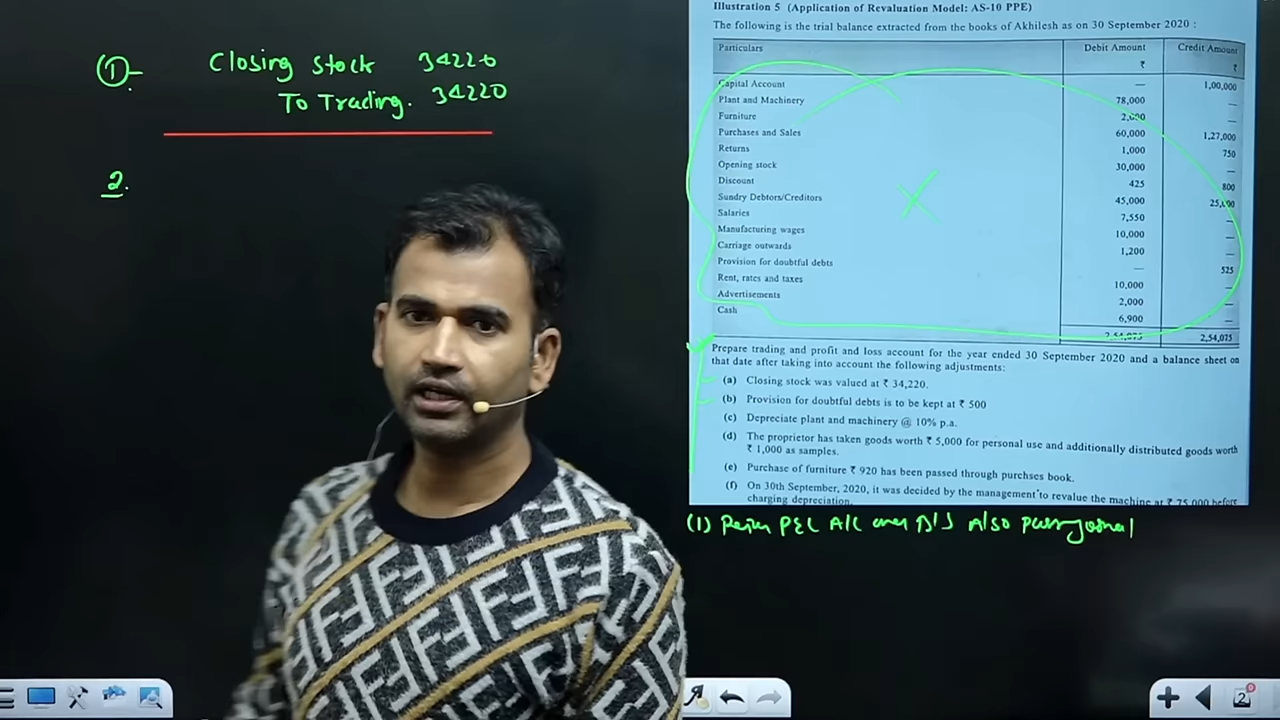 ①- Closing stock 34220
To Trading. 34220
2.
Illustration 5 (Application of Revaluation Model: AS-10 PPE)
The following is the trial balance extracted from the books of Akhilesh as on 30 September 2020 :
Particulars Debit Amount Credit Amount
₹ ₹
Capital Account — 1,00,000
Plant and Machinery 78,000 —
Furniture 2,000 —
Purchases and Sales 60,000 1,27,000
Returns 1,000 750
Opening stock 30,000 —
Discount 425 800
Sundry Debtors/Creditors 45,000 25,000
Salaries 7,550 —
Manufacturing wages 10,000 —
Carriage outwards 1,200 —
Provision for doubtful debts — 525
Rent, rates and taxes 10,000 —
Advertisements 2,000 —
Cash 6,900 —
2,54,075 2,54,075
Prepare trading and profit and loss account for the year ended 30 September 2020 and a balance sheet on
that date after taking into account the following adjustments:
(a) Closing stock was valued at ₹ 34,220.
(b) Provision for doubtful debts is to be kept at ₹ 500
(c) Depreciate plant and machinery @ 10% p.a.
(d) The proprietor has taken goods worth ₹ 5,000 for personal use and additionally distributed goods worth
₹ 1,000 as samples.
(e) Purchase of furniture ₹ 920 has been passed through purchses book.
(f) On 30th September, 2020, it was decided by the management to revalue the machine at ₹ 75,000 before
charging depreciation.
(1) P&L A/C B/S Also
2